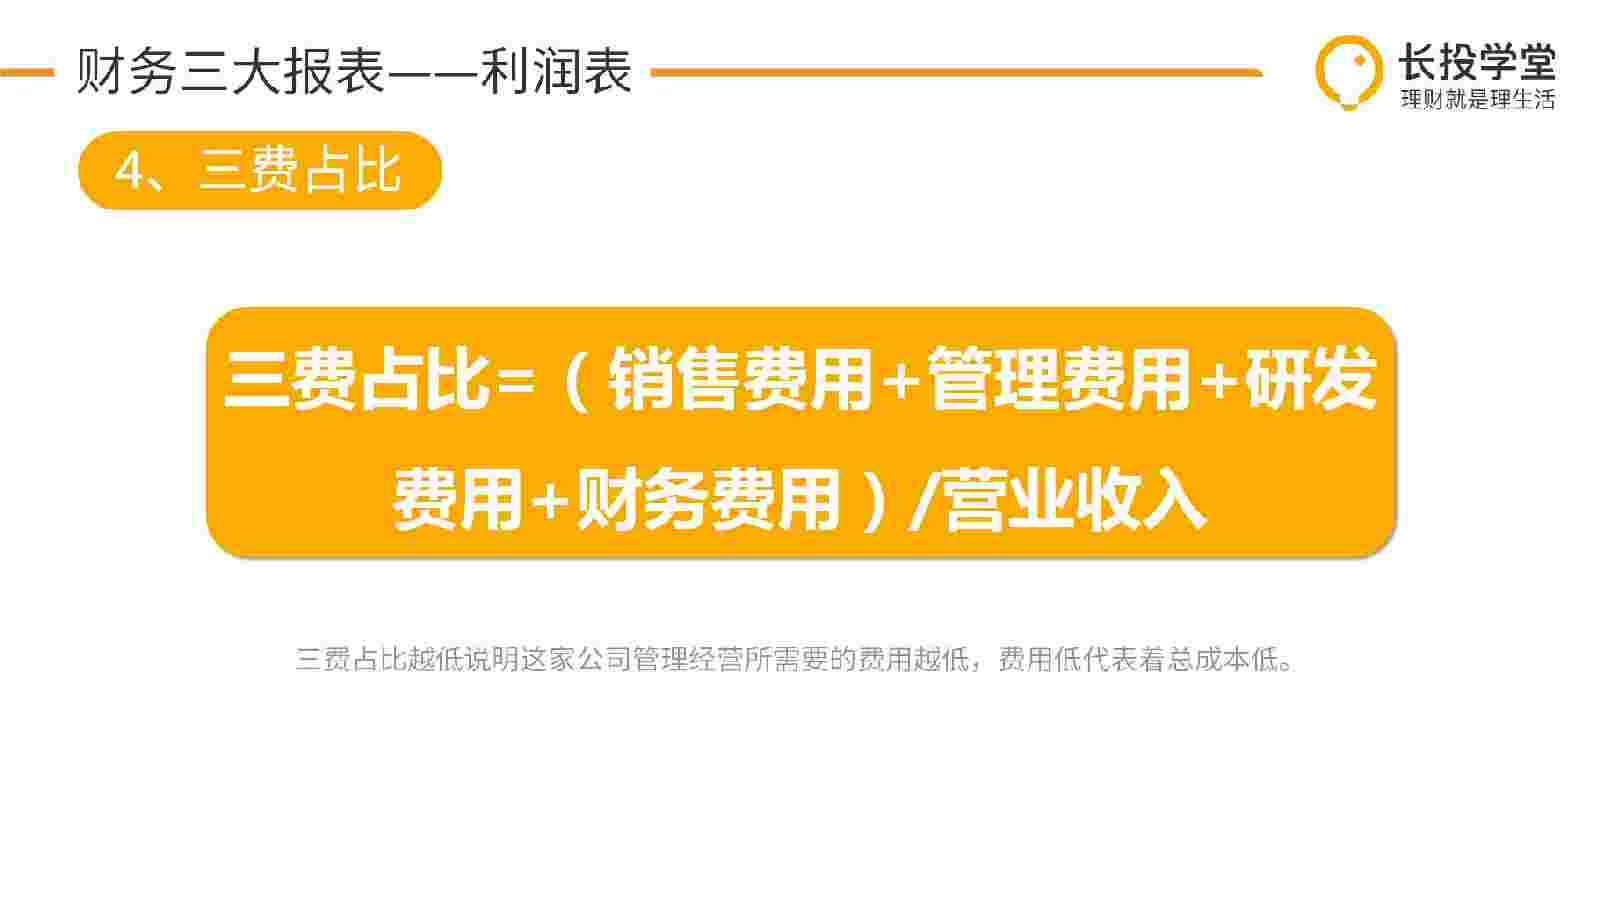 财务三大报表——利润表
长投学堂
理财就是理生活
4、三费占比
三费占比=（销售费用+管理费用+研发
费用+财务费用）/营业收入
三费占比越低说明这家公司管理经营所需要的费用越低，费用低代表着总成本低。